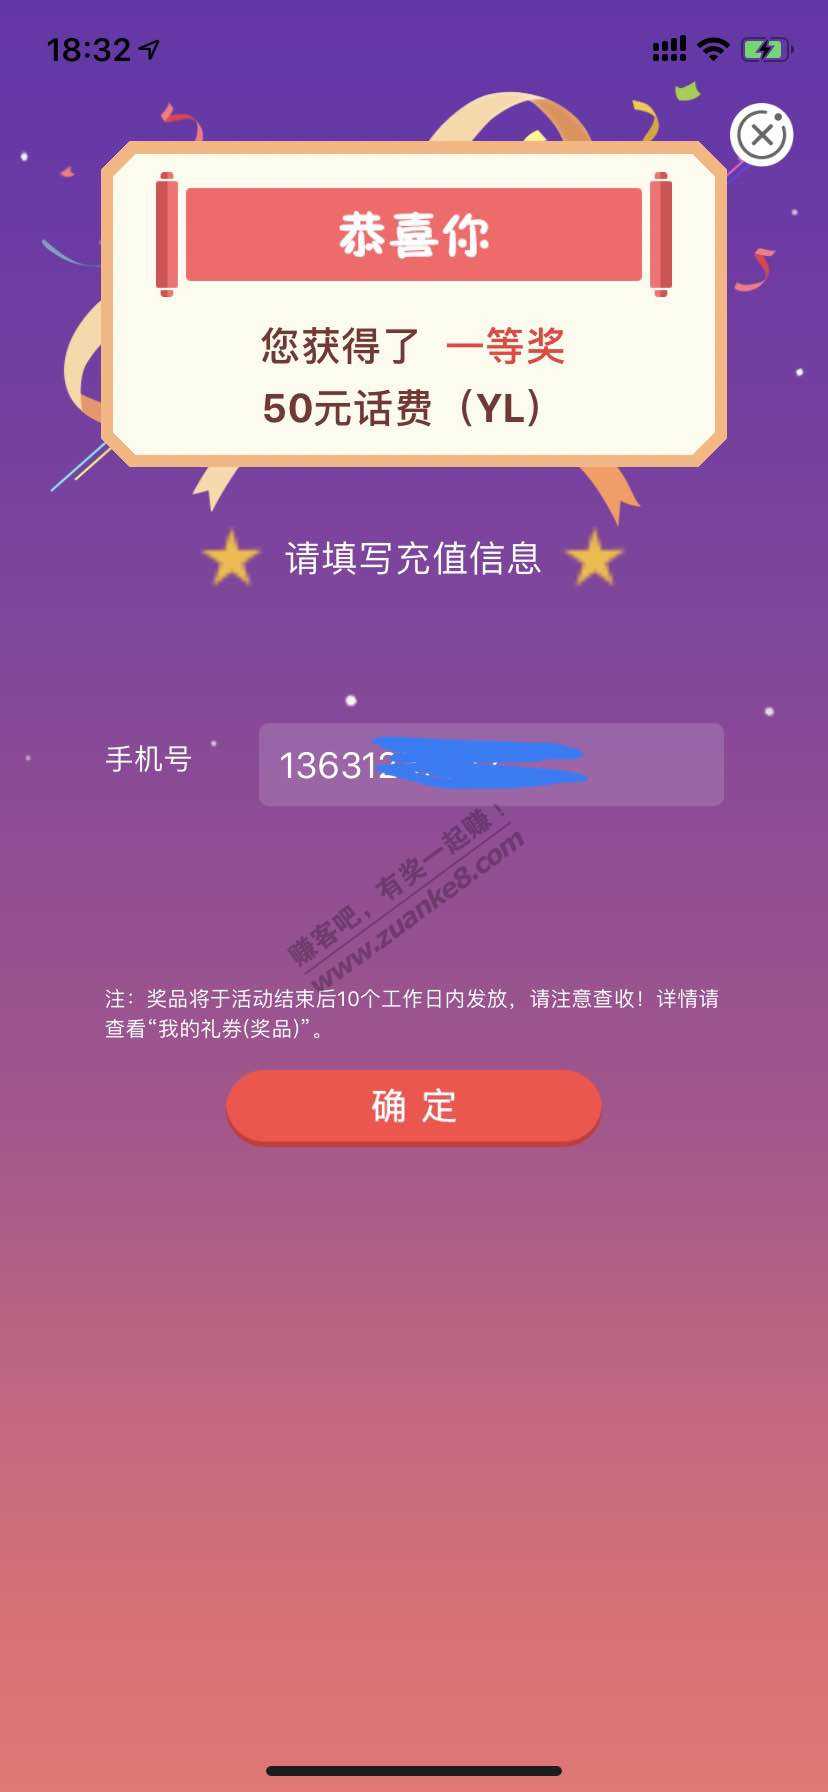 18:32
恭喜你
您获得了 一等奖
50元话费（YL）
请填写充值信息
手机号
136312
赚客吧，有奖一起赚！
www.zuanke8.com
注：奖品将于活动结束后10个工作日内发放，请注意查收！详情请
查看“我的礼券(奖品)”。
确 定